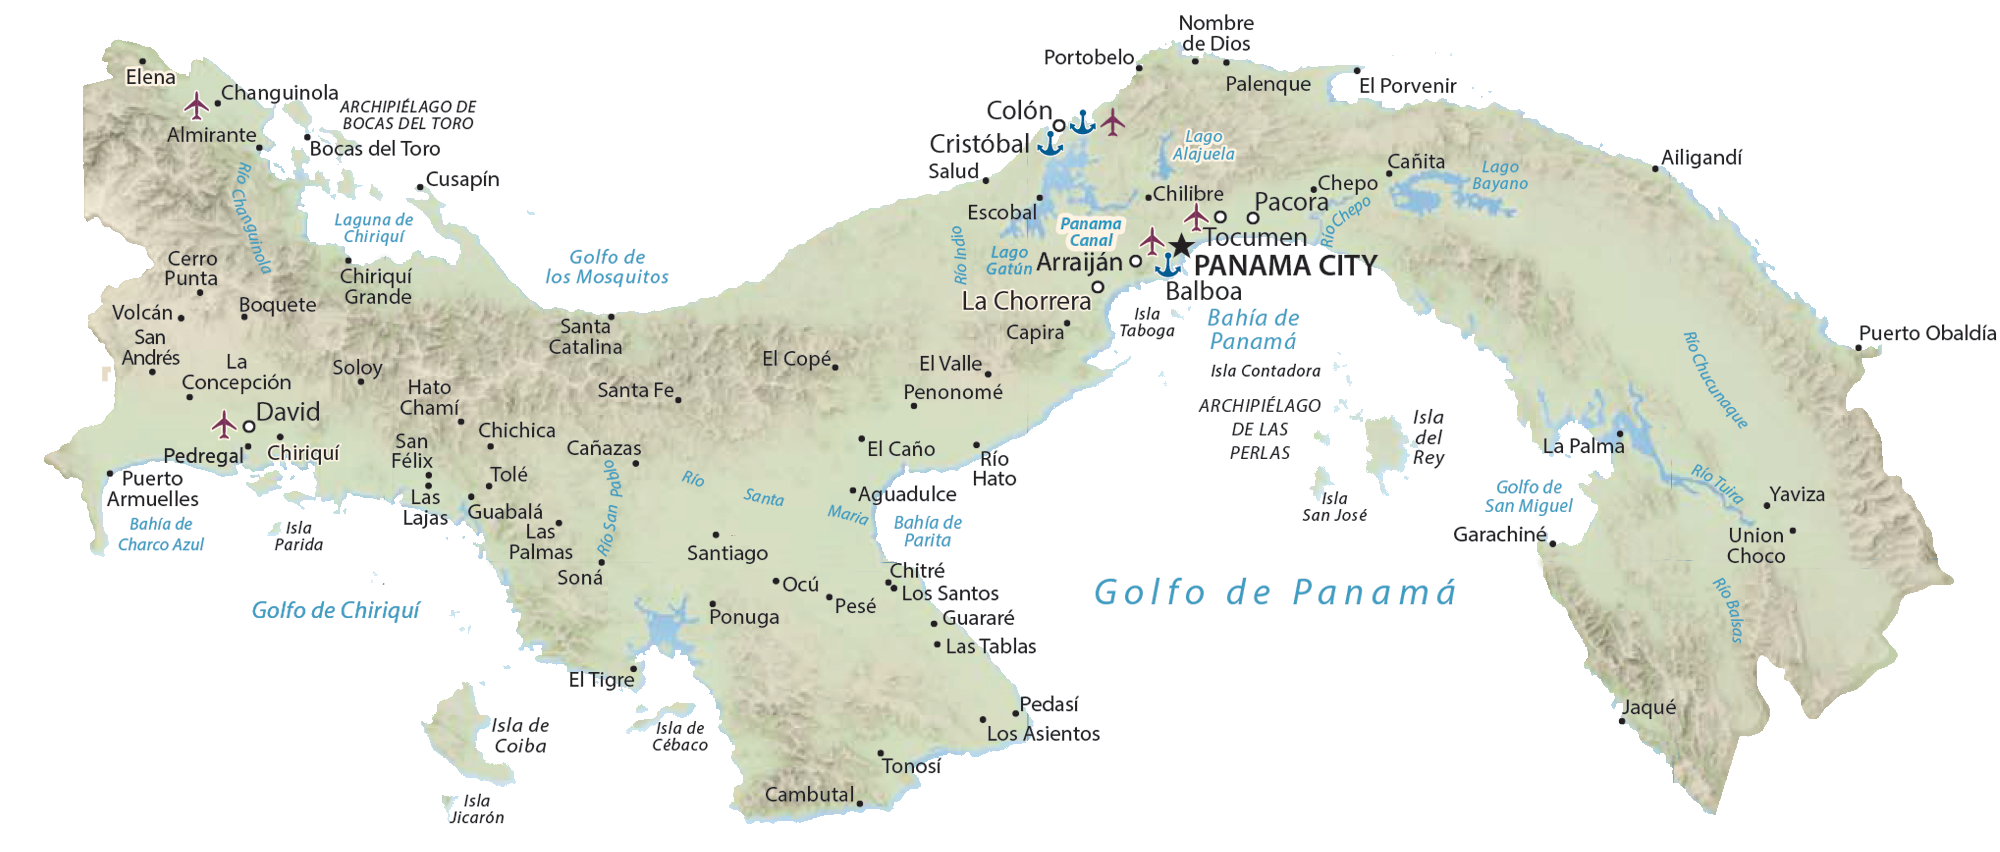 Nombre
de Dios
Portobelo
Elena
Palenque
El Porvenir
Changuinola
ARCHIPIÉLAGO DE
BOCAS DEL TORO
Colón
Almirante
Bocas del Toro
Cristóbal
Lago
Alajuela
Salud
Cañita
Ailigandí
Cusapín
Río Changuinola
Chilibre
Chepo
Lago
Bayano
Escobal
Pacora
Laguna de
Chiriquí
Panama
Canal
Río Chepo
Tocumen
Río Indio
Golfo de
los Mosquitos
Lago
Gatún
Arraiján
PANAMA CITY
Cerro
Punta
Chiriquí
Grande
Balboa
La Chorrera
Boquete
Volcán
Isla
Taboga
Bahía de
Panamá
Santa
Catalina
Capira
Puerto Obaldía
San
Andrés
La
Concepción
Soloy
El Copé
El Valle
Isla Contadora
Río Chucunaque
Hato
Chamí
Santa Fe
Penonomé
ARCHIPIÉLAGO
DE LAS
PERLAS
David
Isla
del
Rey
Chichica
San
Félix
Cañazas
El Caño
La Palma
Pedregal
Chiriquí
Río
Hato
Puerto
Armuelles
Tolé
Río San Pablo
Río
Santa
Maria
Aguadulce
Río Tuira
Yaviza
Las
Lajas
Guabalá
Isla
San José
Golfo de
San Miguel
Bahía de
Charco Azul
Isla
Parida
Las
Palmas
Bahía de
Parita
Garachiné
Union
Choco
Santiago
Soná
Chitré
Ocú
Los Santos
Golfo de Panamá
Río Balsas
Golfo de Chiriquí
Pesé
Ponuga
Guararé
Las Tablas
El Tigre
Pedasí
Jaqué
Isla de
Coiba
Isla de
Cébaco
Los Asientos
Tonosí
Cambutal
Isla
Jicarón